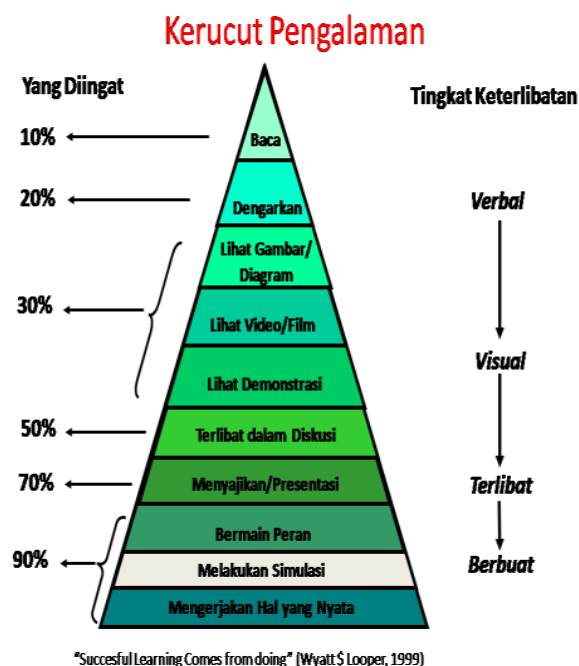 Kerucut Pengalaman
Yang Diingat
Tingkat Keterlibatan
10%
Baca
20%
Dengarkan
Verbal
Lihat Gambar/
Diagram
30%
Lihat Video/Film
Visual
Lihat Demonstrasi
50%
Terlibat dalam Diskusi
70%
Menyajikan/Presentasi
Terlibat
Bermain Peran
90%
Melakukan Simulasi
Berbuat
Mengerjakan Hal yang Nyata
"Succesful Learning Comes from doing" (Wyatt $ Looper, 1999)